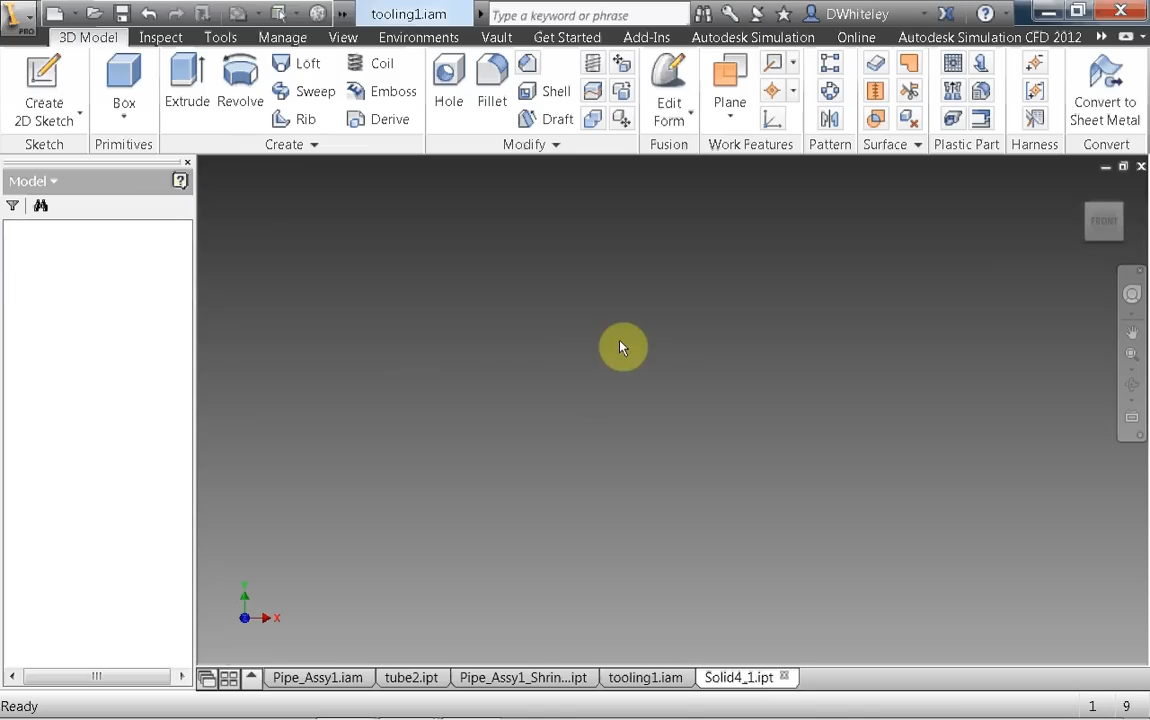 tooling1.iam
Type a keyword or phrase
DWhiteley
PRO
3D Model
Inspect
Tools
Manage
View
Environments
Vault
Get Started
Add-Ins
Autodesk Simulation
Online
Autodesk Simulation CFD 2012
Create
2D Sketch
Box
Extrude
Revolve
Loft
Sweep
Rib
Coil
Emboss
Derive
Hole
Fillet
Shell
Draft
Edit
Form
Plane
Convert to
Sheet Metal
Sketch
Primitives
Create
Modify
Fusion
Work Features
Pattern
Surface
Plastic Part
Harness
Convert
Model
FRONT
Y
X
Pipe_Assy1.iam
tube2.ipt
Pipe_Assy1_Shrin...ipt
tooling1.iam
Solid4_1.ipt
Ready
1
9